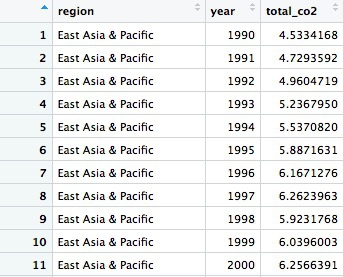 region year total_co2
1 East Asia & Pacific 1990 4.5334168
2 East Asia & Pacific 1991 4.7293592
3 East Asia & Pacific 1992 4.9604719
4 East Asia & Pacific 1993 5.2367950
5 East Asia & Pacific 1994 5.5370820
6 East Asia & Pacific 1995 5.8871631
7 East Asia & Pacific 1996 6.1671276
8 East Asia & Pacific 1997 6.2623963
9 East Asia & Pacific 1998 5.9231768
10 East Asia & Pacific 1999 6.0396003
11 East Asia & Pacific 2000 6.2566391